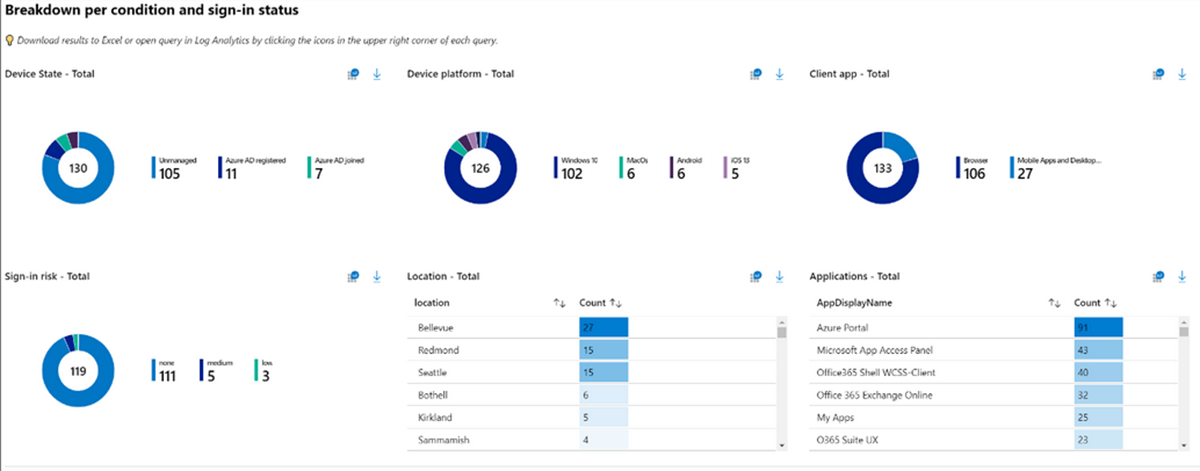 Breakdown per condition and sign-in status
Download results to Excel or open query in Log Analytics by clicking the icons in the upper right corner of each query.
Device State - Total
130
Unmanaged
105
Azure AD registered
11
Azure AD joined
7
Device platform - Total
126
Windows 10
102
MacOs
6
Android
6
iOS 13
5
Client app - Total
133
Browser
106
Mobile Apps and Desktop...
27
Sign-in risk - Total
119
none
111
medium
5
low
3
Location - Total
location Count
Bellevue 27
Redmond 15
Seattle 15
Bothell 6
Kirkland 5
Sammamish 4
Applications - Total
AppDisplayName Count
Azure Portal 91
Microsoft App Access Panel 43
Office365 Shell WCSS-Client 40
Office 365 Exchange Online 32
My Apps 25
O365 Suite UX 23